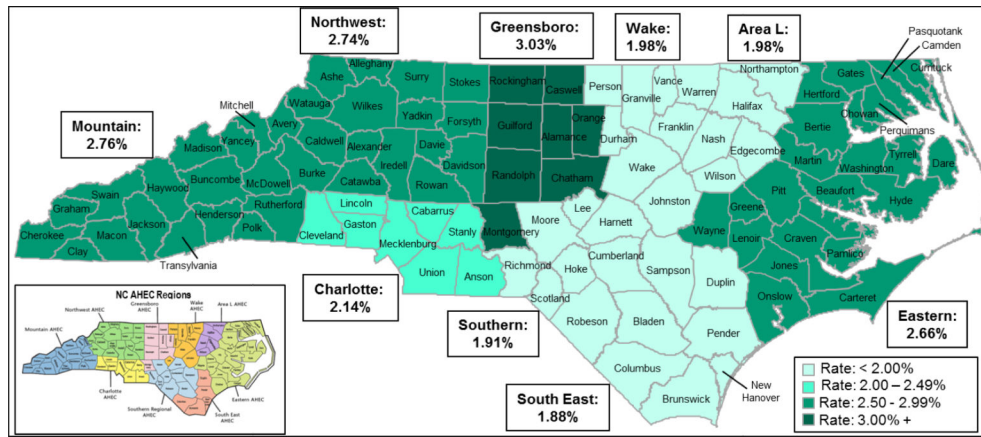 Northwest:
2.74%
Greensboro:
3.03%
Wake:
1.98%
Area L:
1.98%
Pasquotank
Camden
Currituck
Mountain:
2.76%
Mitchell
Alleghany
Ashe
Surry
Stokes
Rockingham
Caswell
Person
Vance
Granville
Warren
Northampton
Halifax
Gates
Hertford
Chowan
Perquimans
Watauga
Wilkes
Yadkin
Forsyth
Guilford
Alamance
Orange
Durham
Franklin
Nash
Edgecombe
Bertie
Madison
Yancey
Avery
Caldwell
Alexander
Davie
Iredell
Davidson
Randolph
Chatham
Wake
Wilson
Martin
Washington
Tyrrell
Dare
Swain
Haywood
Buncombe
McDowell
Burke
Catawba
Rowan
Johnston
Pitt
Beaufort
Hyde
Graham
Jackson
Henderson
Rutherford
Polk
Lincoln
Cabarrus
Gaston
Cleveland
Mecklenburg
Stanly
Montgomery
Moore
Lee
Harnett
Greene
Wayne
Lenoir
Craven
Pamlico
Cherokee
Macon
Clay
Transylvania
Union
Anson
Richmond
Hoke
Cumberland
Sampson
Duplin
Jones
Scotland
Onslow
Carteret
Robeson
Bladen
Pender
Columbus
Brunswick
New
Hanover
Charlotte:
2.14%
Southern:
1.91%
South East:
1.88%
Eastern:
2.66%
Rate: < 2.00%
Rate: 2.00 – 2.49%
Rate: 2.50 - 2.99%
Rate: 3.00% +
NC AHEC Regions
Northwest AHEC
Greensboro
AHEC
Wake
AHEC
Area L AHEC
Mountain AHEC
Charlotte
AHEC
Southern Regional
AHEC
South East
AHEC
Eastern AHEC